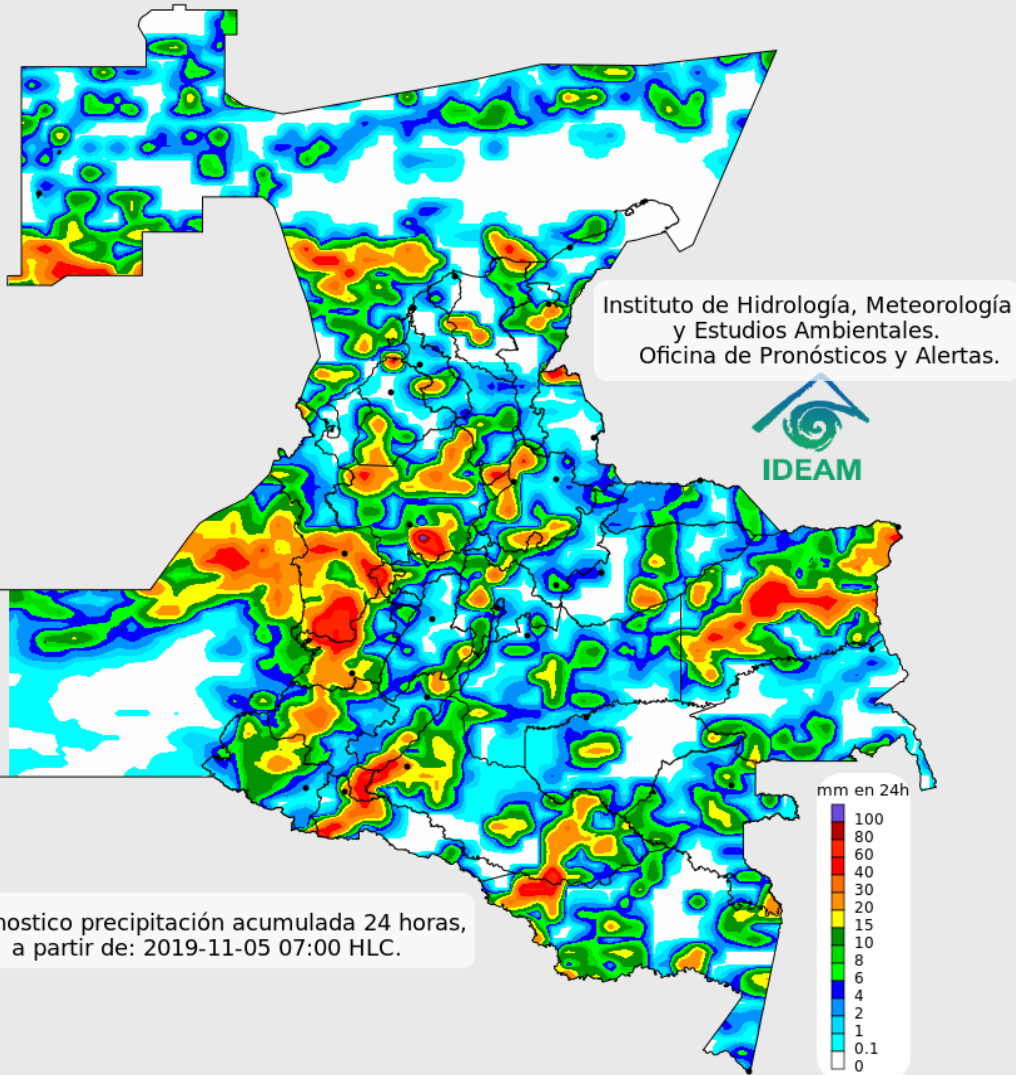 Instituto de Hidrología, Meteorología
y Estudios Ambientales.
Oficina de Pronósticos y Alertas.
IDEAM
mm en 24h
100
80
60
40
30
20
15
10
8
6
4
2
1
0.1
0
nostico precipitación acumulada 24 horas,
a partir de: 2019-11-05 07:00 HLC.